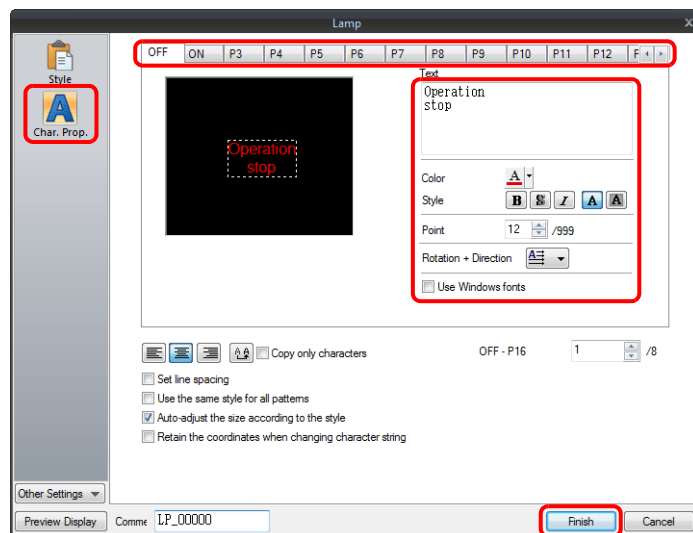 Lamp
x
Style
Char. Prop.
OFF ON P3 P4 P5 P6 P7 P8 P9 P10 P11 P12
Text
Operation
stop
Operation
stop
Color A
Style B S I A A
Point 12 /999
Rotation + Direction A
Use Windows fonts
Copy only characters OFF - P16 1 /8
Set line spacing
Use the same style for all patterns
Auto-adjust the size according to the style
Retain the coordinates when changing character string
Other Settings
Preview Display Comme LP_00000 Finish Cancel